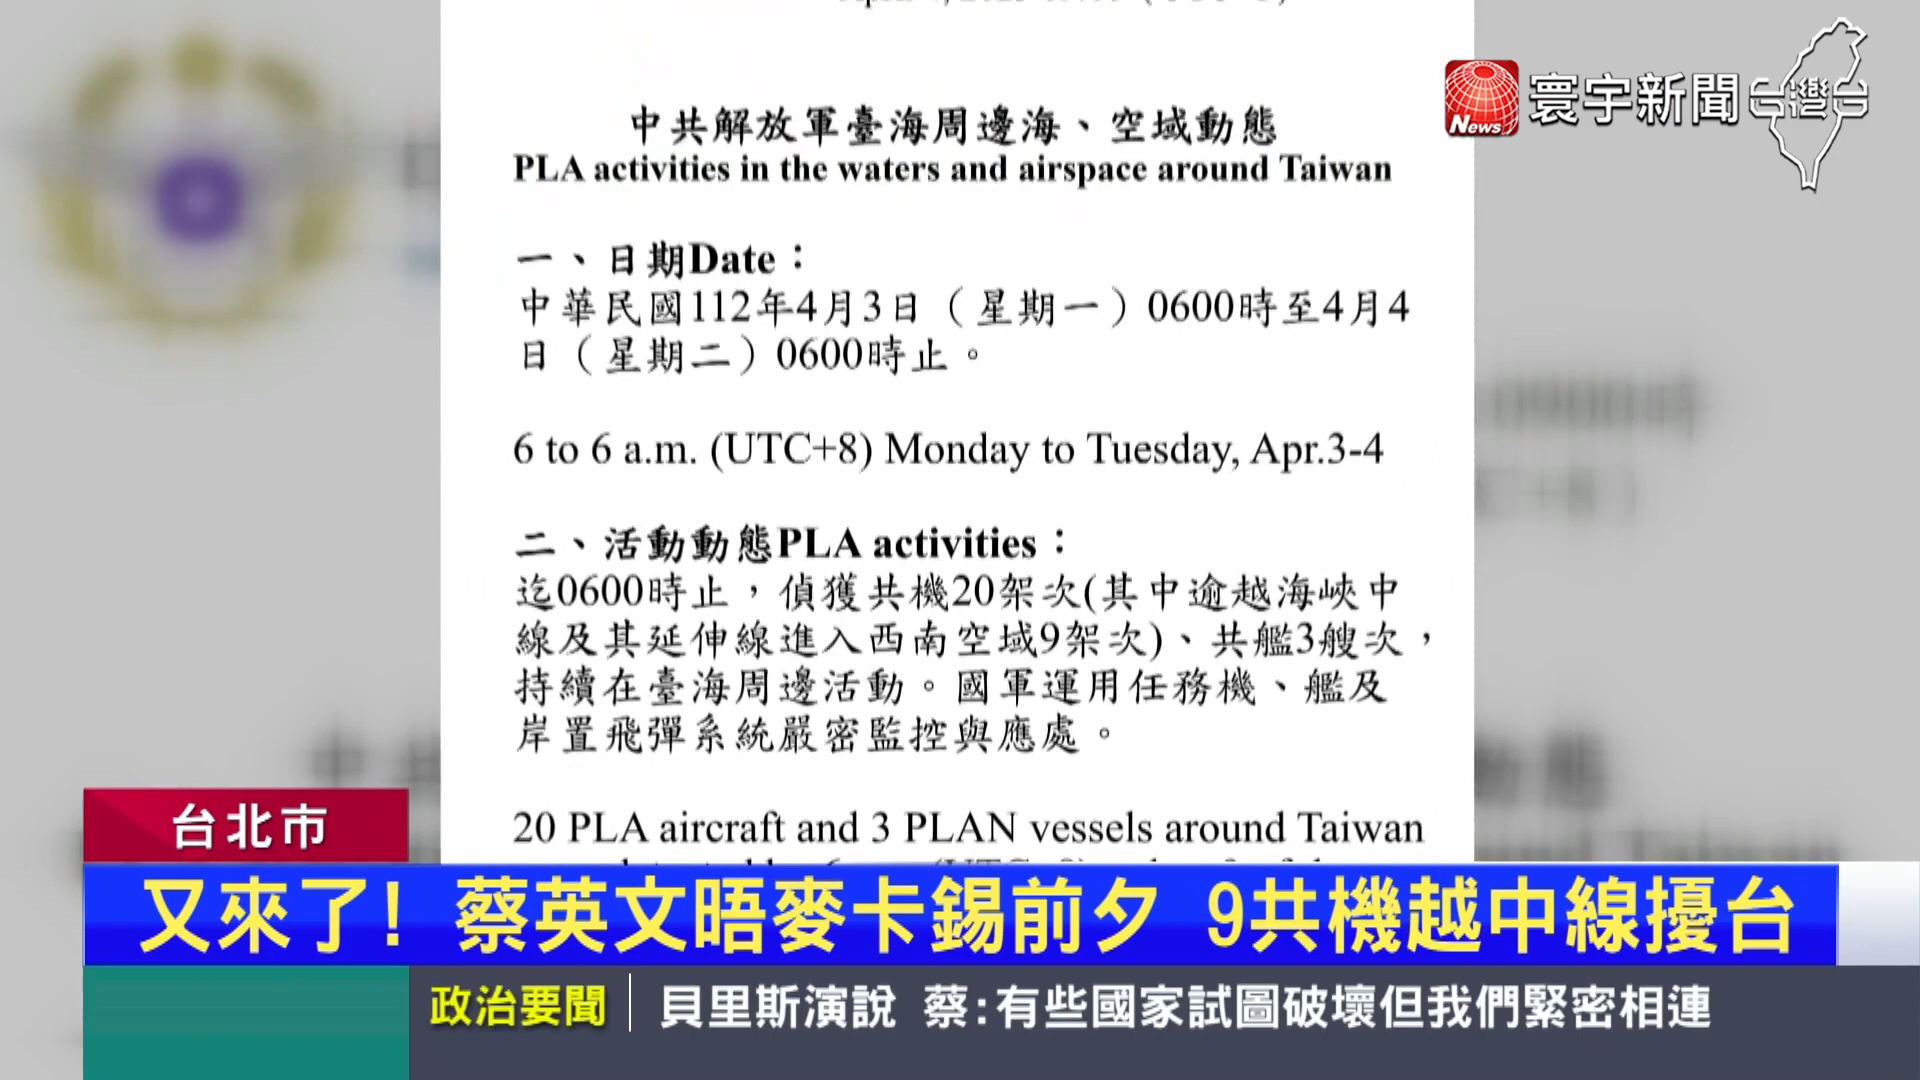 中共解放軍臺海周邊海、空域動態
PLA activities in the waters and airspace around Taiwan
一、日期Date：
中華民國112年4月3日（星期一）0600時至4月4
日（星期二）0600時止。
6 to 6 a.m. (UTC+8) Monday to Tuesday, Apr.3-4
二、活動動態PLA activities：
迄0600時止，偵獲共機20架次(其中逾越海峽中
線及其延伸線進入西南空域9架次)、共艦3艘次，
持續在臺海周邊活動。國軍運用任務機、艦及
岸置飛彈系統嚴密監控與應處。
20 PLA aircraft and 3 PLAN vessels around Taiwan
News 寰宇新聞 台灣
台北市
又來了! 蔡英文晤麥卡錫前夕 9共機越中線擾台
政治要聞 貝里斯演說 蔡:有些國家試圖破壞但我們緊密相連